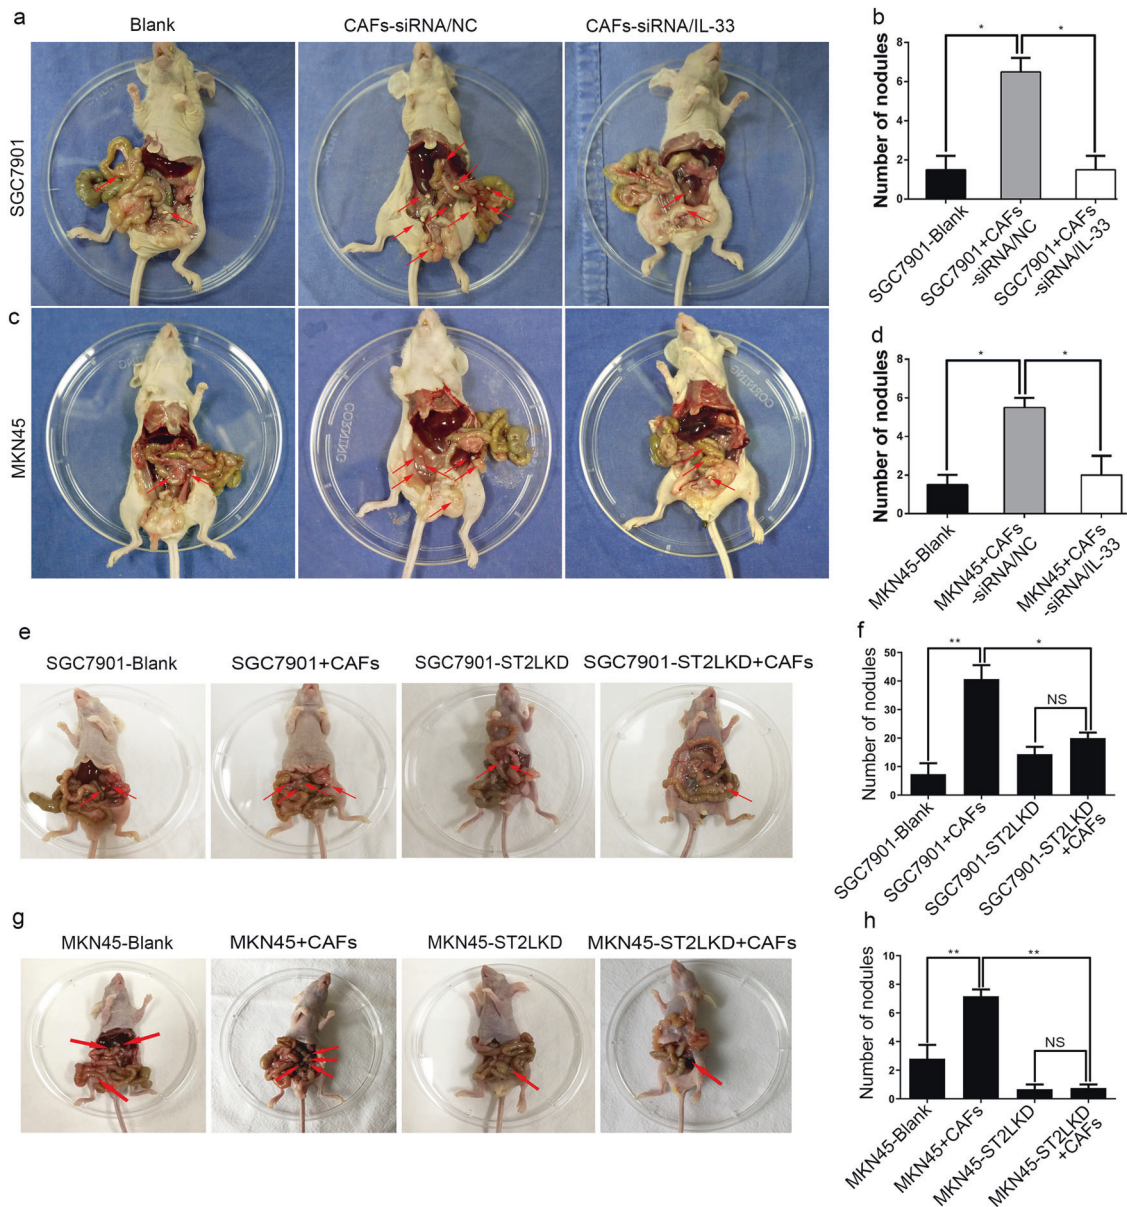 a
Blank
CAFs-siRNA/NC
CAFs-siRNA/IL-33
SGC7901
b
Number of nodules
8
6
4
2
0
*
*
SGC7901-Blank
SGC7901+CAFs
-siRNA/NC
SGC7901+CAFs
-siRNA/IL-33
c
MKN45
CORNING
CORNING
d
Number of nodules
8
6
4
2
0
*
*
MKN45-Blank
MKN45+CAFs
-siRNA/NC
MKN45+CAFs
-siRNA/IL-33
e
SGC7901-Blank
SGC7901+CAFs
SGC7901-ST2LKD
SGC7901-ST2LKD+CAFs
f
Number of nodules
50
40
30
20
10
0
**
*
NS
SGC7901-Blank
SGC7901+CAFs
SGC7901-ST2LKD
SGC7901-ST2LKD
+CAFs
g
MKN45-Blank
MKN45+CAFs
MKN45-ST2LKD
MKN45-ST2LKD+CAFs
h
Number of nodules
10
8
6
4
2
0
**
**
NS
MKN45-Blank
MKN45+CAFs
MKN45-ST2LKD
MKN45-ST2LKD
+CAFs